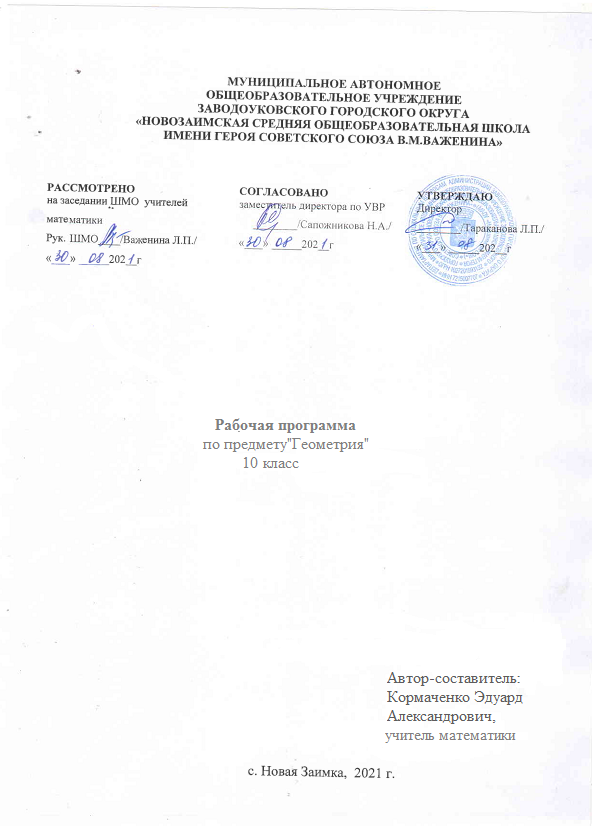 МУНИЦИПАЛЬНОЕ АВТОНОМНОЕ
ОБЩЕОБРАЗОВАТЕЛЬНОЕ УЧРЕЖДЕНИЕ
ЗАВОДОУКОВСКОГО ГОРОДСКОГО ОКРУГА
«НОВОЗАИМСКАЯ СРЕДНЯЯ ОБЩЕОБРАЗОВАТЕЛЬНАЯ ШКОЛА
ИМЕНИ ГЕРОЯ СОВЕТСКОГО СОЮЗА В.М.ВАЖЕНИНА»
РАССМОТРЕНО
на заседании ШМО учителей
математики
Рук. ШМО /Важенина Л.П./
«30» 08 2021 г
СОГЛАСОВАНО
заместитель директора по УВР
/Сапожникова Н.А./
«30» 08 2021 г
УТВЕРЖДАЮ
Директор
/Тараканова Л.П./
«31» 08 202 г
Рабочая программа
по предмету"Геометрия"
10 класс
Автор-составитель:
Кормаченко Эдуард
Александрович,
учитель математики
с. Новая Заимка, 2021 г.